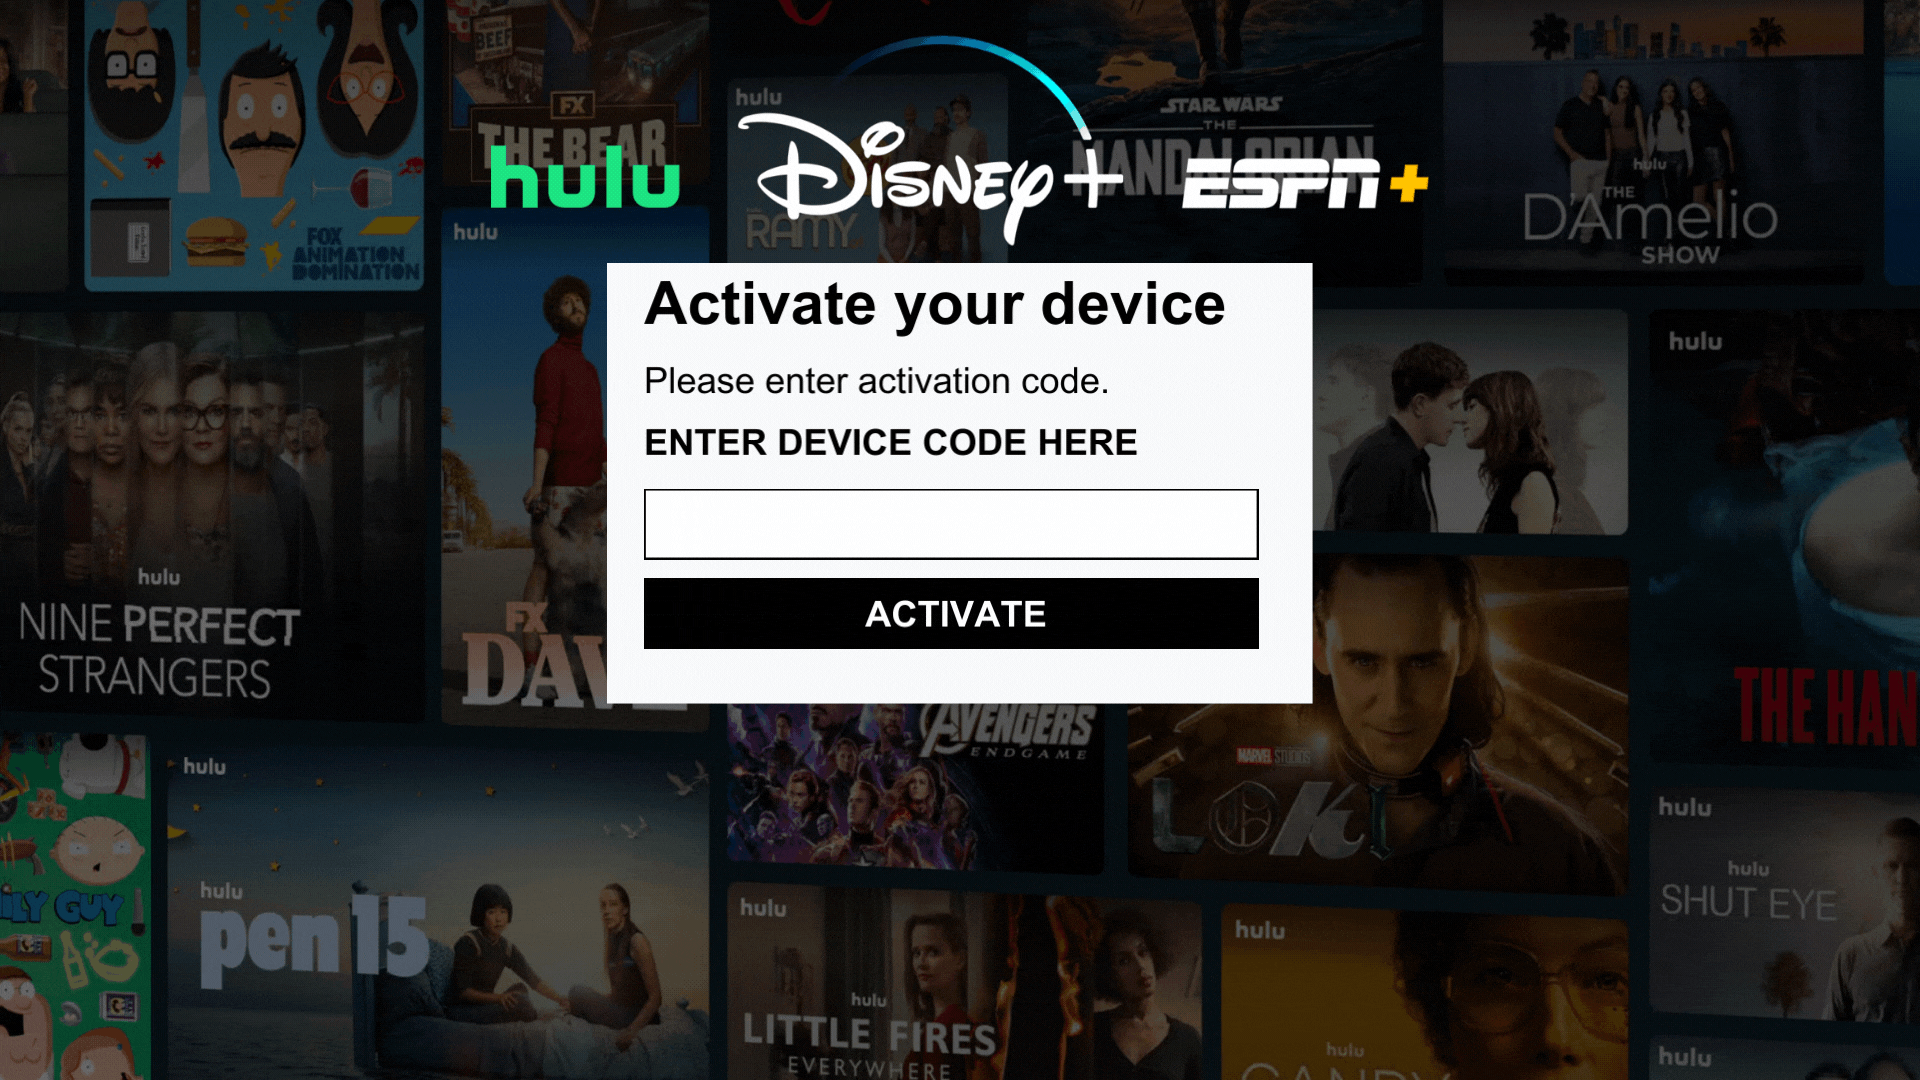 ORIGINAL
BEEF
FX
THE BEAR
hulu
STAR WARS
THE
MANDALORIAN
hulu
THE
D'Amelio
SHOW
hulu
Disney+
ESPN+
RAMY
FOX
ANIMATION
DOMINATION
hulu
Activate your device
Please enter activation code.
ENTER DEVICE CODE HERE
ACTIVATE
hulu
hulu
NINE PERFECT
STRANGERS
FX
DAVE
THE HAN
AVENGERS
ENDGAME
MARVEL STUDIOS
LOKI
hulu
hulu
pen15
hulu
hulu
SHUT EYE
ILY GUY
hulu
hulu
LITTLE FIRES
EVERYWHERE
hulu
hulu
CANDY
hulu